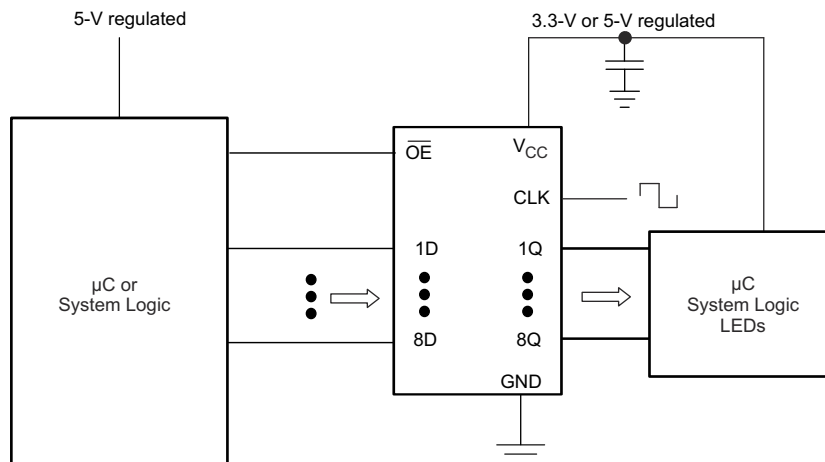 5-V regulated
3.3-V or 5-V regulated
OE
VCC
CLK
1D
1Q
µC or
System Logic
µC
System Logic
LEDs
8D
8Q
GND